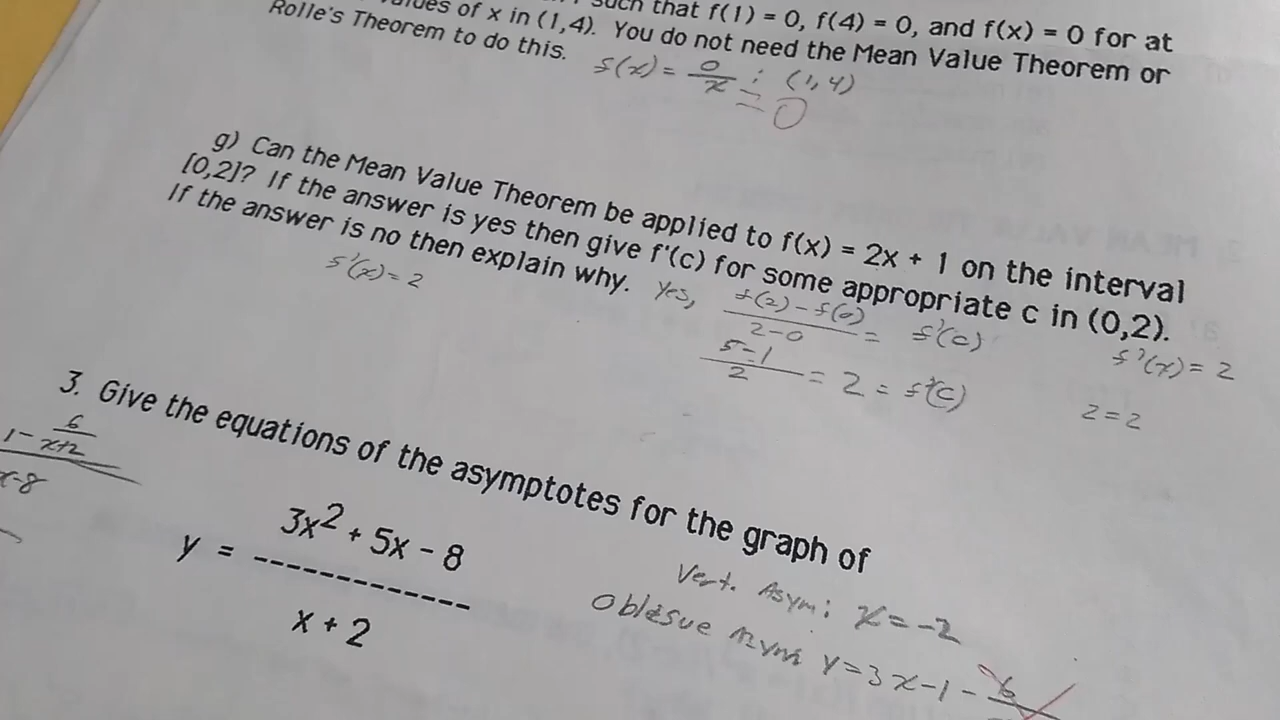 such that f(1) = 0, f(4) = 0, and f(x) = 0 for at
values of x in (1,4). You do not need the Mean Value Theorem or
Rolle's Theorem to do this.
f(x) = 0/x ; (1,4)
= 0
g) Can the Mean Value Theorem be applied to f(x) = 2x + 1 on the interval
[0,2]? If the answer is yes then give f'(c) for some appropriate c in (0,2).
If the answer is no then explain why.
f'(x) = 2
yes,
f(2) - f(0) / 2 - 0 = f'(c)
f'(x) = 2
5-1 / 2 = 2 = f'(c)
2 = 2
3. Give the equations of the asymptotes for the graph of
1 - 6
x+2
x-8
3x² + 5x - 8
y = -------------
x + 2
Vert. Asym: x = -2
Oblesue Asym y = 3x - 1 - 6